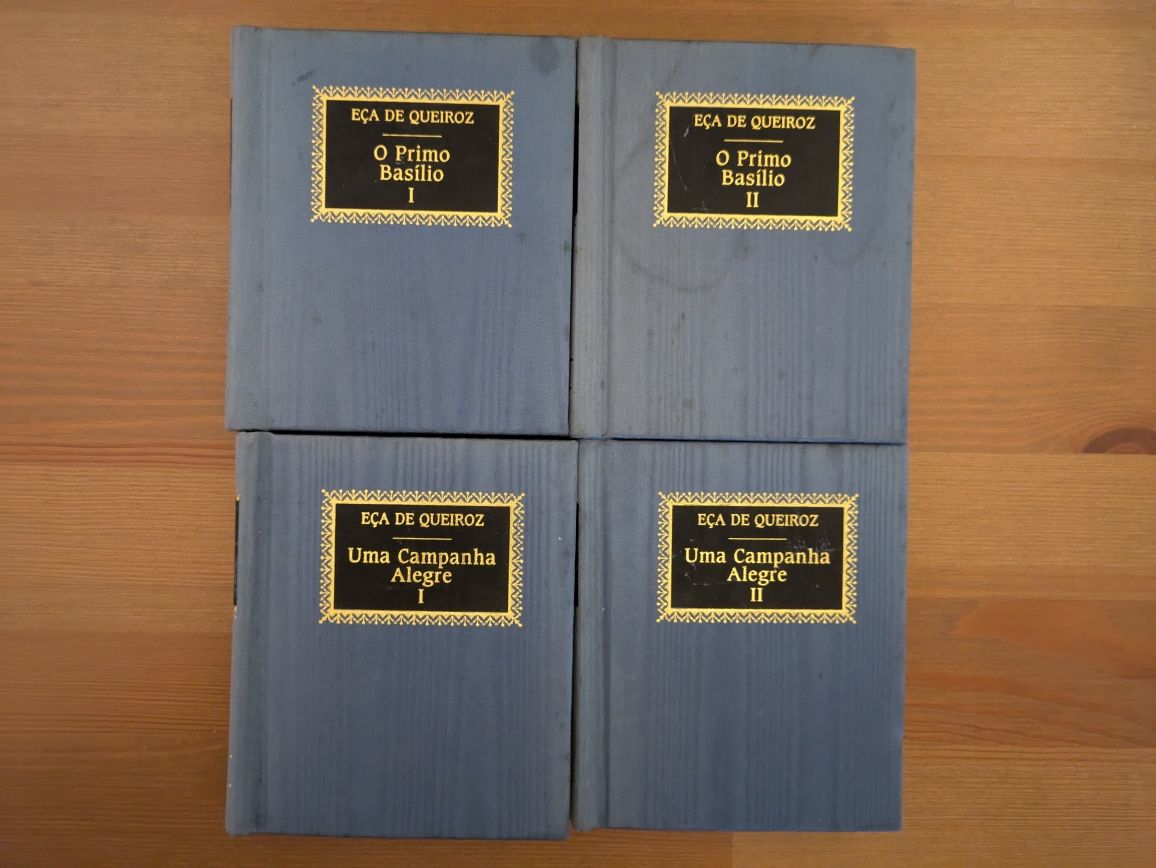 EÇA DE QUEIROZ
O Primo
Basílio
I
EÇA DE QUEIROZ
O Primo
Basílio
II
EÇA DE QUEIROZ
Uma Campanha
Alegre
I
EÇA DE QUEIROZ
Uma Campanha
Alegre
II